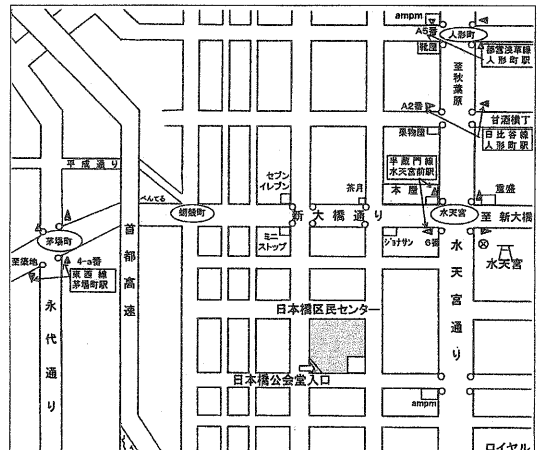 ampm
A5番
人形町
靴屋
都営浅草線
人形町駅
至秋葉原
A2番
甘酒横丁
果物屋
日比谷線
人形町駅
半蔵門線
水天宮前駅
平成通り
セブン
イレブン
茶月
本屋
重盛
ぺんてる
蛎殻町
新大橋通り
水天宮
至 新大橋
茅場町
ミニ
ストップ
ジョナサン
6番
水天宮
至築地
4-a番
東西線
茅場町駅
首都高速
水天宮通り
日本橋区民センター
永代通り
日本橋公会堂入口
ampm
ロイヤル